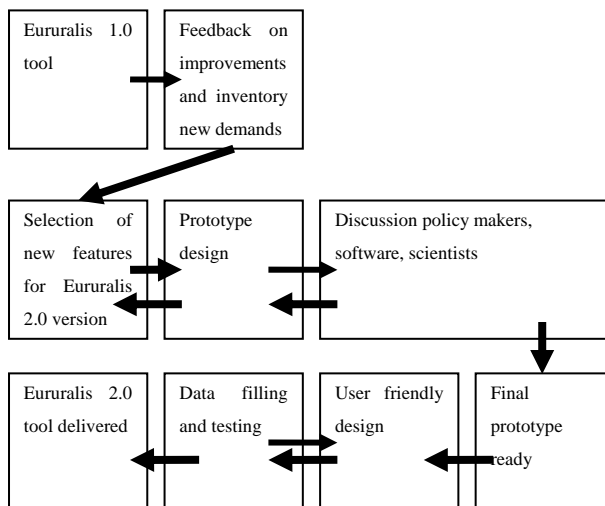 Eururalis 1.0
tool
Feedback on
improvements
and inventory
new demands
Selection of
new features
for Eururalis
2.0 version
Prototype
design
Discussion policy makers,
software, scientists
Eururalis 2.0
tool delivered
Data filling
and testing
User friendly
design
Final
prototype
ready